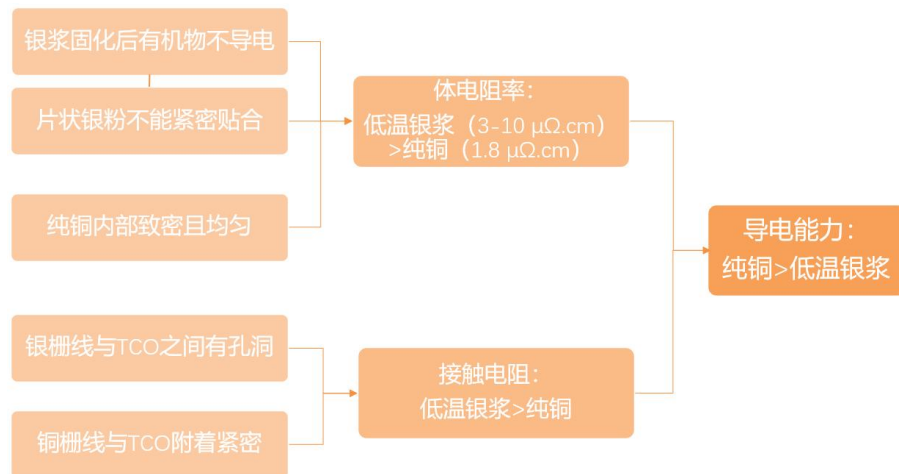 银浆固化后有机物不导电
片状银粉不能紧密贴合
纯铜内部致密且均匀
银栅线与TCO之间有孔洞
铜栅线与TCO附着紧密
体电阻率：
低温银浆（3-10 μΩ.cm）
>纯铜（1.8 μΩ.cm）
接触电阻：
低温银浆>纯铜
导电能力：
纯铜>低温银浆